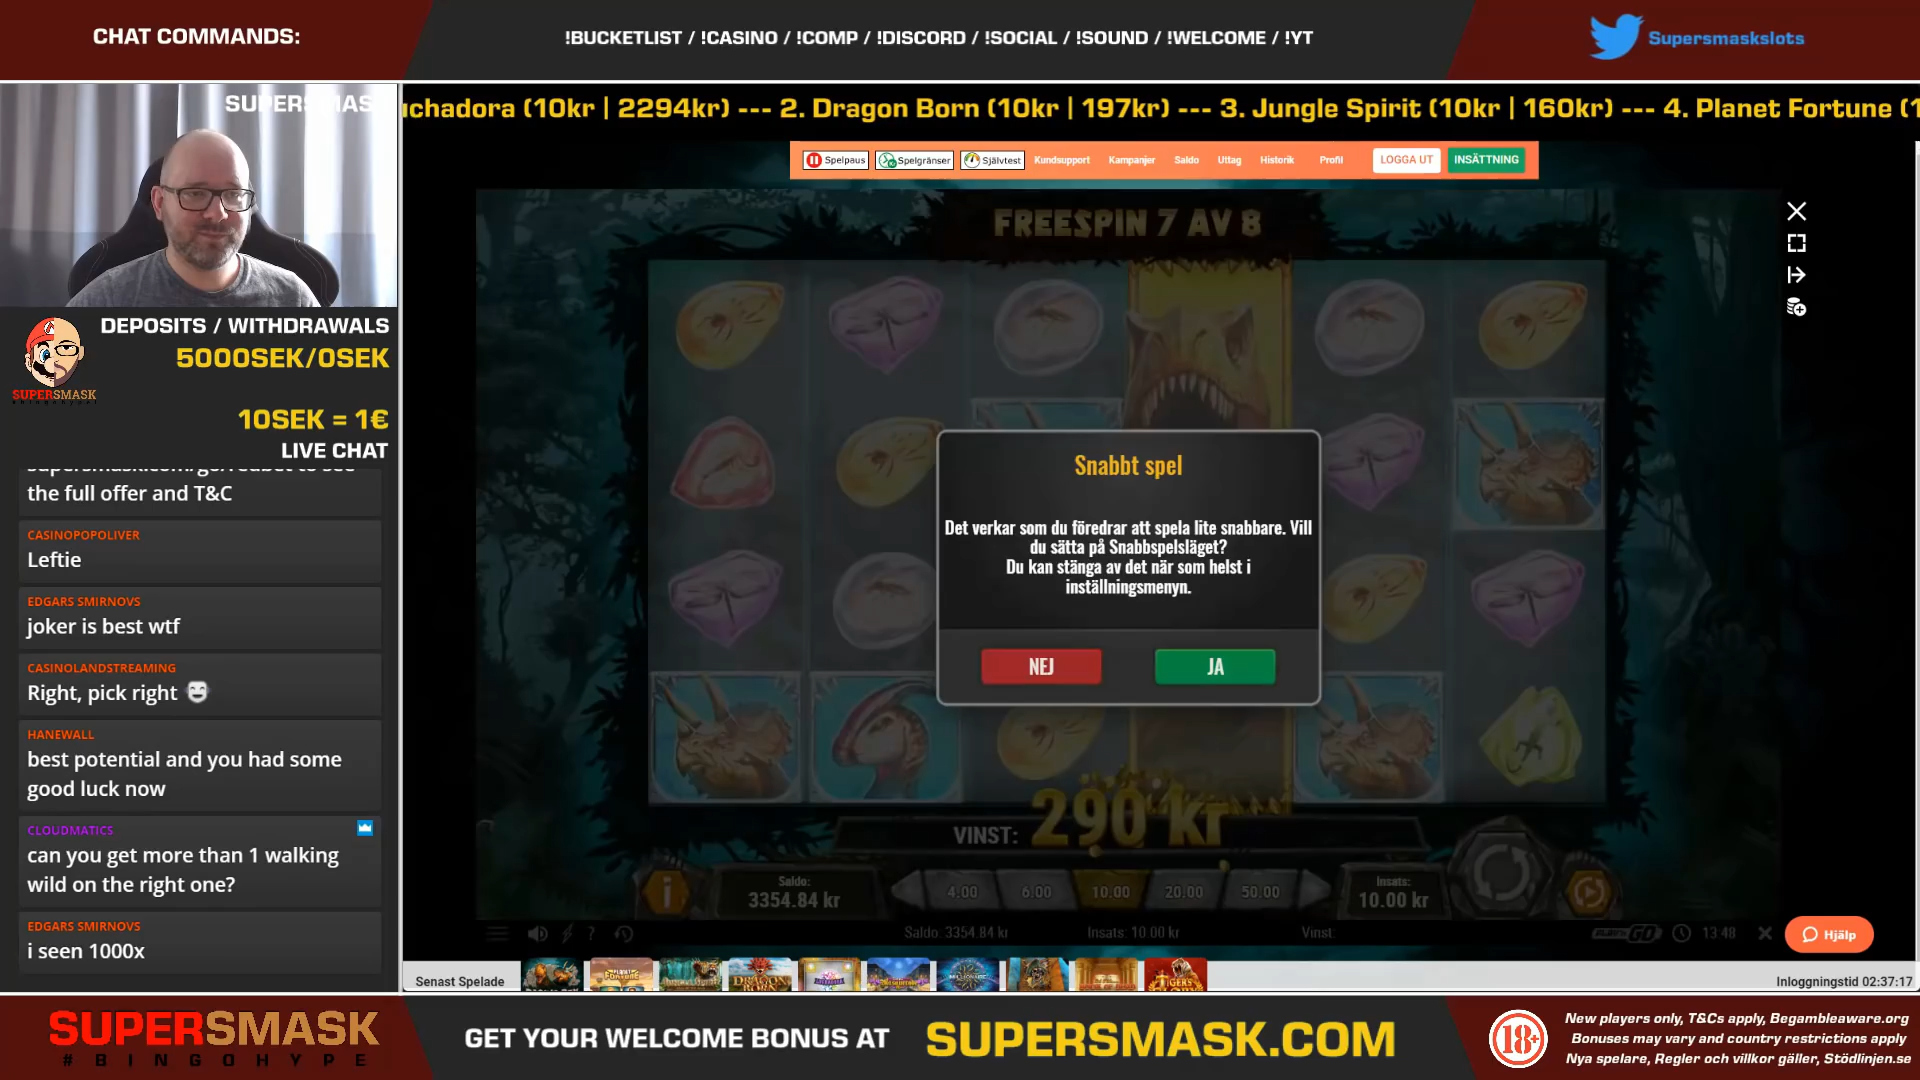 CHAT COMMANDS:
!BUCKETLIST / !CASINO / !COMP / !DISCORD / !SOCIAL / !SOUND / !WELCOME / !YT
Supersmaskslots
SUPERSMASK
uchadora (10kr | 2294kr) --- 2. Dragon Born (10kr | 197kr) --- 3. Jungle Spirit (10kr | 160kr) --- 4. Planet Fortune (1
Spelpaus
Spelgränser
Självtest
Kundsupport
Kampanjer
Saldo
Uttag
Historik
Profil
LOGGA UT
INSÄTTNING
FREESPIN 7 AV 8
DEPOSITS / WITHDRAWALS
5000SEK/0SEK
SUPERSMASK
10SEK = 1€
LIVE CHAT
supersmask.com/go/redbet to see
the full offer and T&C
CASINOPOPOLIVER
Leftie
EDGARS SMIRNOVS
joker is best wtf
CASINOLANDSTREAMING
Right, pick right
HANEWALL
best potential and you had some
good luck now
CLOUDMATICS
can you get more than 1 walking
wild on the right one?
EDGARS SMIRNOVS
i seen 1000x
Snabbt spel
Det verkar som du föredrar att spela lite snabbare. Vill
du sätta på Snabbspelsläget?
Du kan stänga av det när som helst i
inställningsmenyn.
NEJ
JA
VINST: 290 kr
Saldo:
3354.84 kr
4.00
6.00
10.00
20.00
50.00
Insats:
10.00 kr
Saldo: 3354.84 kr
Insats: 10.00 kr
Vinst:
13:48
Hjälp
Senast Spelade
Inloggningstid 02:37:17
SUPERSMASK
#BINGOHYPE
GET YOUR WELCOME BONUS AT
SUPERSMASK.COM
18+
New players only, T&Cs apply, Begambleaware.org
Bonuses may vary and country restrictions apply
Nya spelare, Regler och villkor gäller, Stödlinjen.se